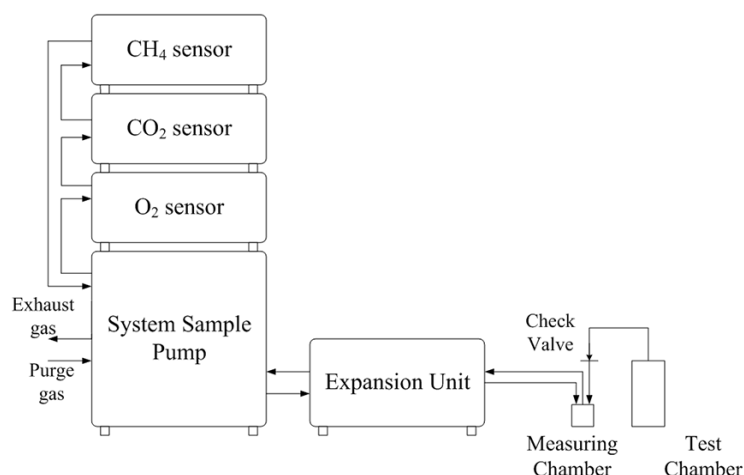 CH4 sensor
CO2 sensor
O2 sensor
System Sample
Pump
Exhaust
gas
Purge
gas
Expansion Unit
Check
Valve
Measuring
Chamber
Test
Chamber